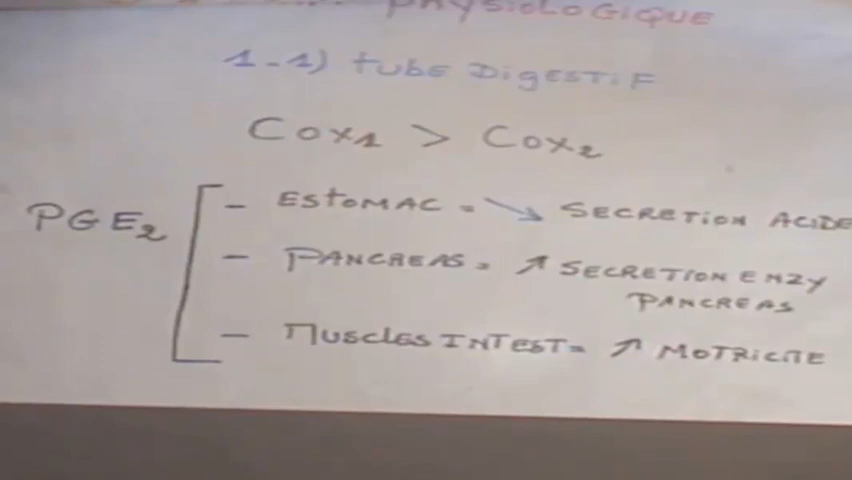 PHYSIOLOGIQUE
1-1) tube DIGESTIF
COX1 > COX2
PGE2
- ESTOMAC = ↘ SECRETION ACIDE
- PANCREAS = ↗ SECRETION ENZY
PANCREAS
- MUSCLES INTEST = ↗ MOTRICITE